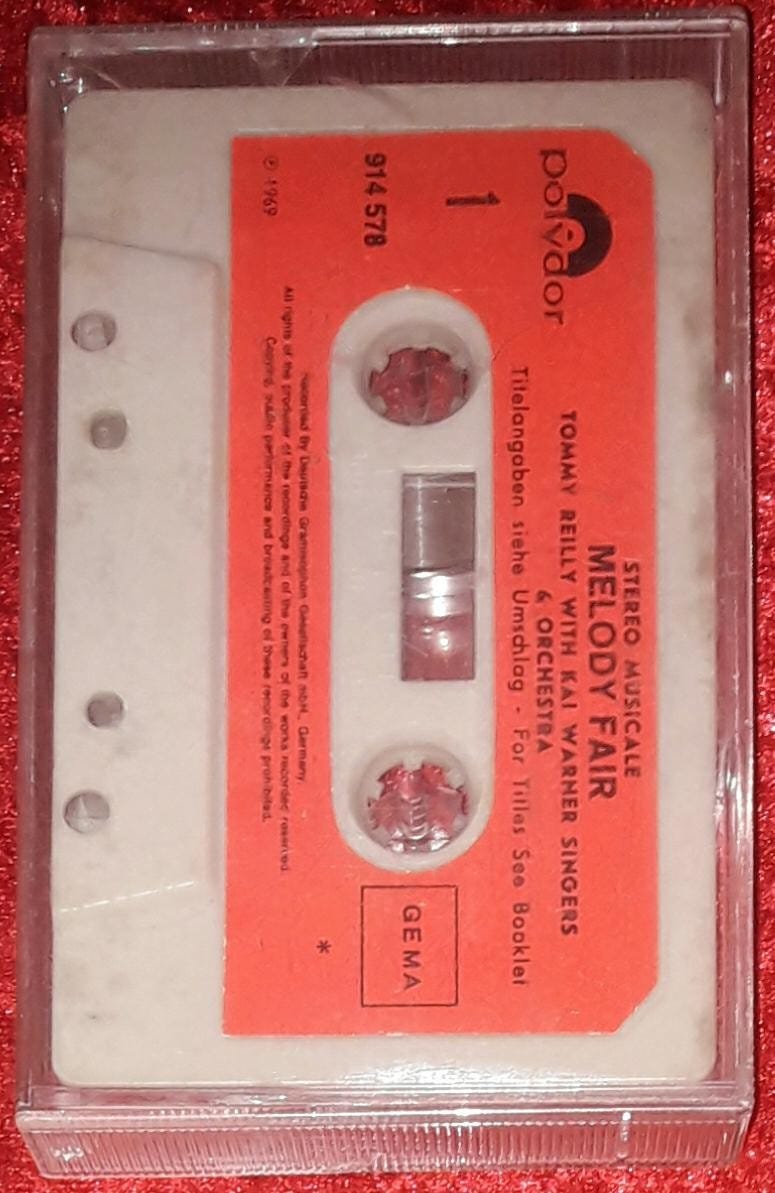 polydor
STEREO MUSICALE
MELODY FAIR
TOMMY REILLY WITH KAI WARNER SINGERS
& ORCHESTRA
Titelangaben siehe Umschlag - For Titles See Booklet
1
914 578
GEMA
*
Recorded By Deutsche Grammophon Gesellschaft mbH., Germany.
All rights of the producer of the recordings and of the owners of the works recorded reserved.
Copying, public performance and broadcasting of these recordings prohibited.
℗ 1969